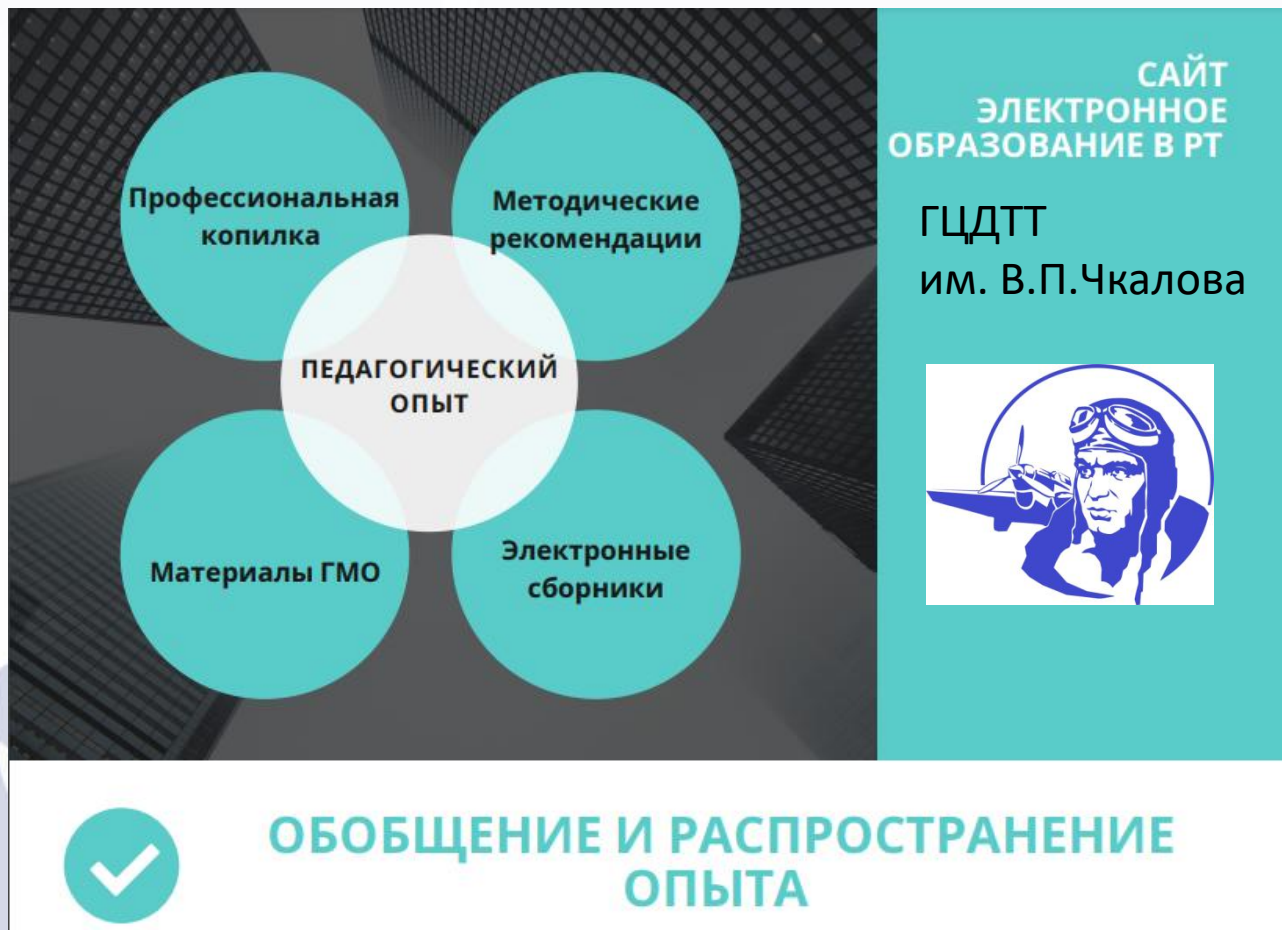 Профессиональная
копилка
Методические
рекомендации
ПЕДАГОГИЧЕСКИЙ
ОПЫТ
Материалы ГМО
Электронные
сборники
САЙТ
ЭЛЕКТРОННОЕ
ОБРАЗОВАНИЕ В РТ
ГЦДТТ
им. В.П.Чкалова
ОБОБЩЕНИЕ И РАСПРОСТРАНЕНИЕ
ОПЫТА